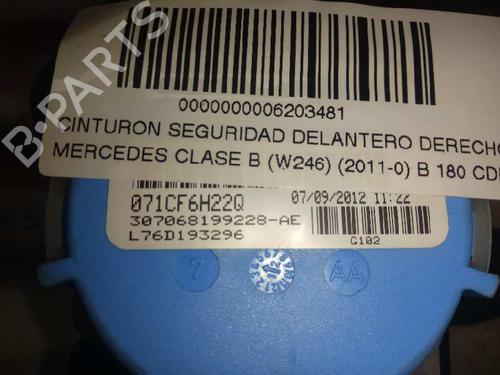 0000000006203481
CINTURON SEGURIDAD DELANTERO DERECHO
MERCEDES CLASE B (W246) (2011-0) B 180 CDI
071CF6H22Q 07/09/2012 11:22
307068199228-AE
L76D193296 G102
7 AA
B-PARTS